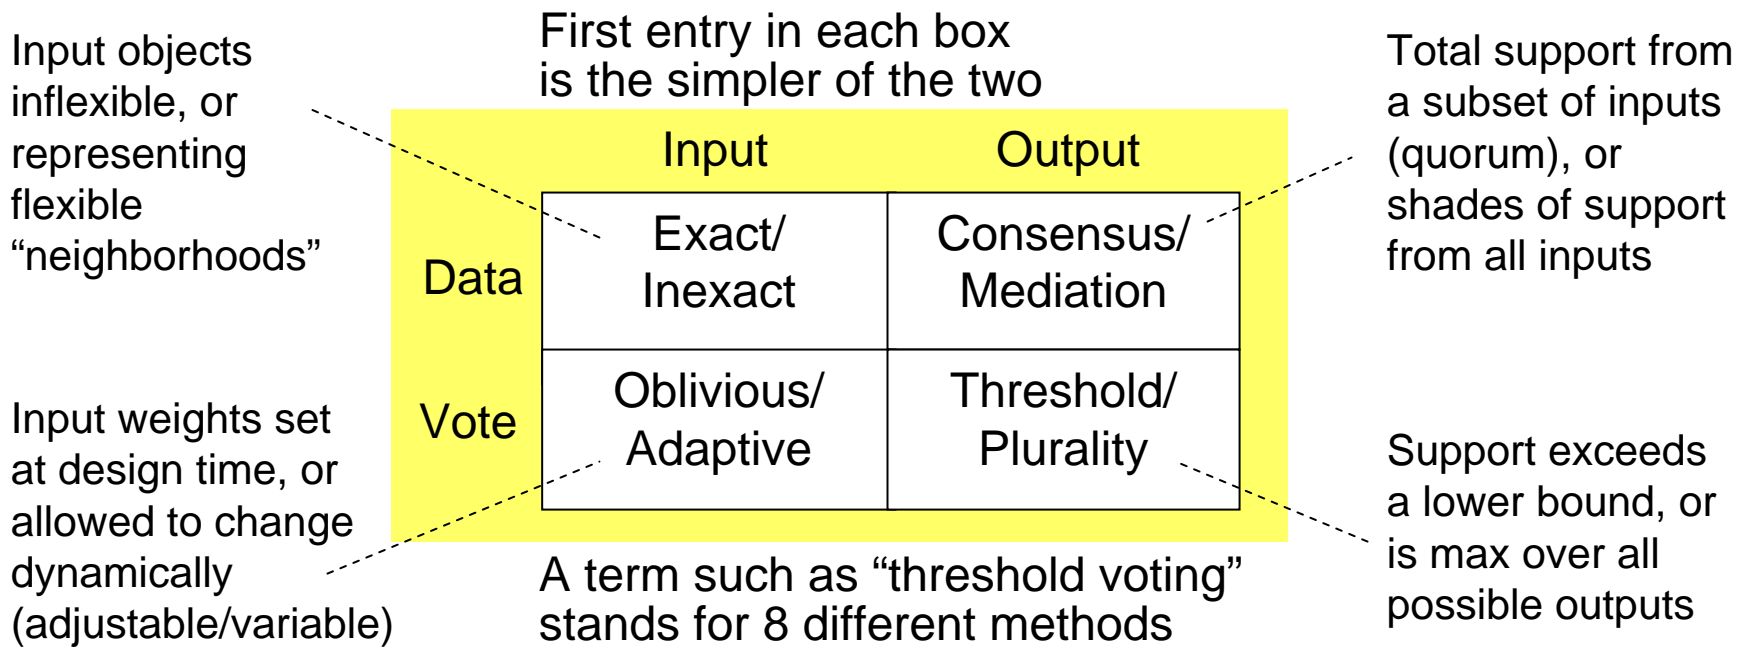 First entry in each box
is the simpler of the two
Input objects
inflexible, or
representing
flexible
“neighborhoods”
Total support from
a subset of inputs
(quorum), or
shades of support
from all inputs
Input
Output
Data
Exact/
Inexact
Consensus/
Mediation
Vote
Oblivious/
Adaptive
Threshold/
Plurality
Input weights set
at design time, or
allowed to change
dynamically
(adjustable/variable)
Support exceeds
a lower bound, or
is max over all
possible outputs
A term such as “threshold voting”
stands for 8 different methods